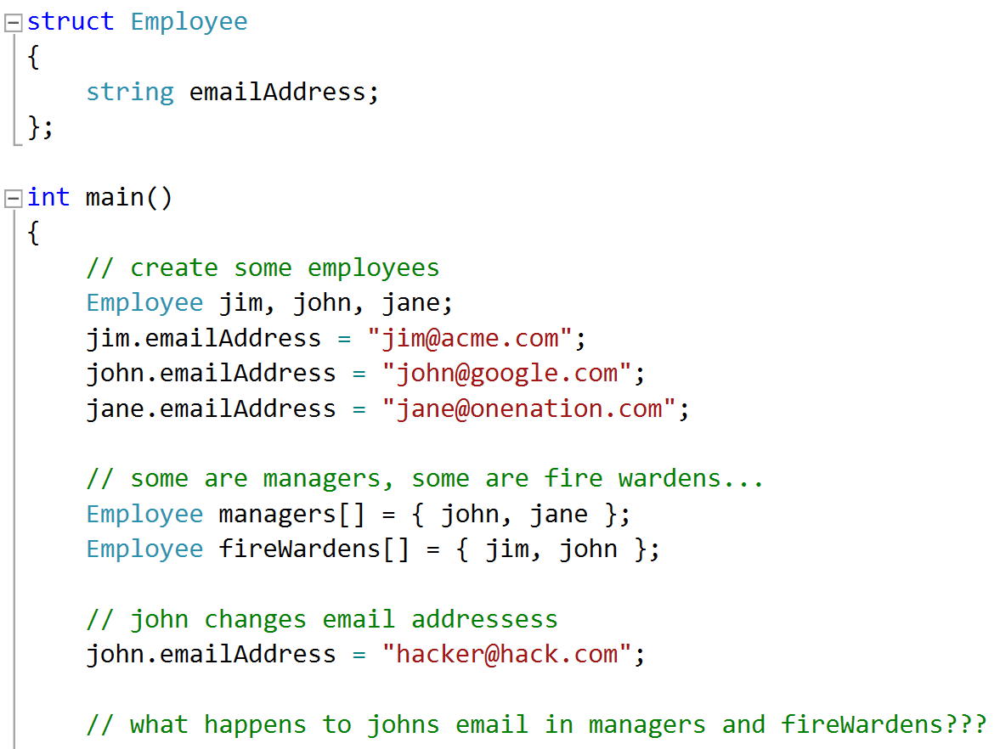 struct Employee
{
    string emailAddress;
};

int main()
{
    // create some employees
    Employee jim, john, jane;
    jim.emailAddress = "jim@acme.com";
    john.emailAddress = "john@google.com";
    jane.emailAddress = "jane@onenation.com";

    // some are managers, some are fire wardens...
    Employee managers[] = { john, jane };
    Employee fireWardens[] = { jim, john };

    // john changes email addressess
    john.emailAddress = "hacker@hack.com";

    // what happens to johns email in managers and fireWardens???